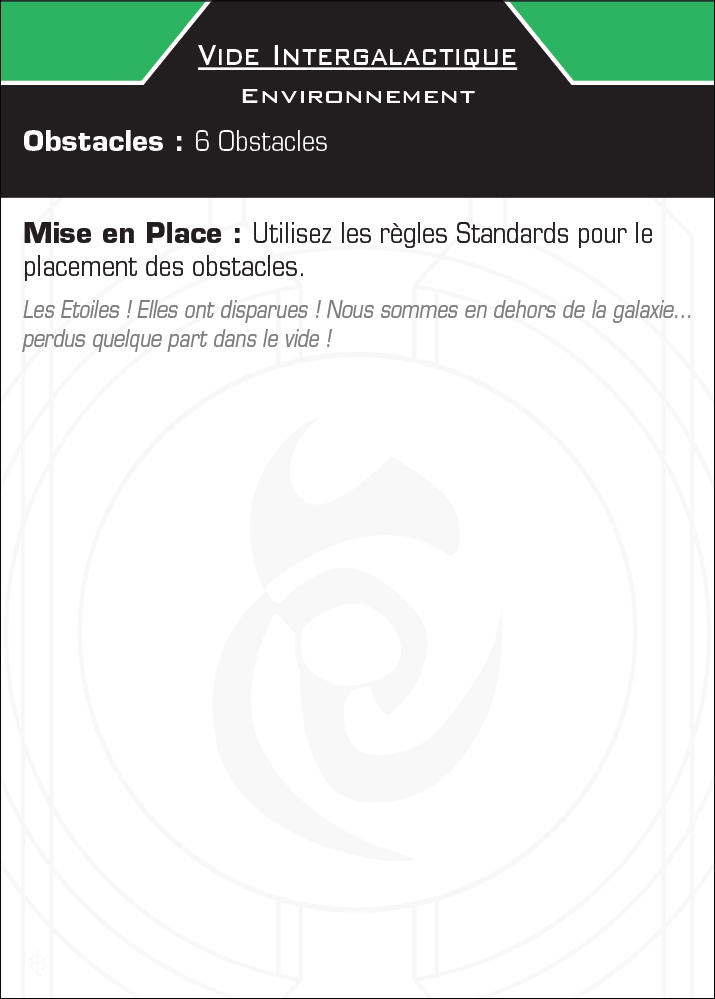 Vide Intergalactique
Environnement
Obstacles : 6 Obstacles
Mise en Place : Utilisez les règles Standards pour le
placement des obstacles.
Les Etoiles ! Elles ont disparues ! Nous sommes en dehors de la galaxie...
perdus quelque part dans le vide !